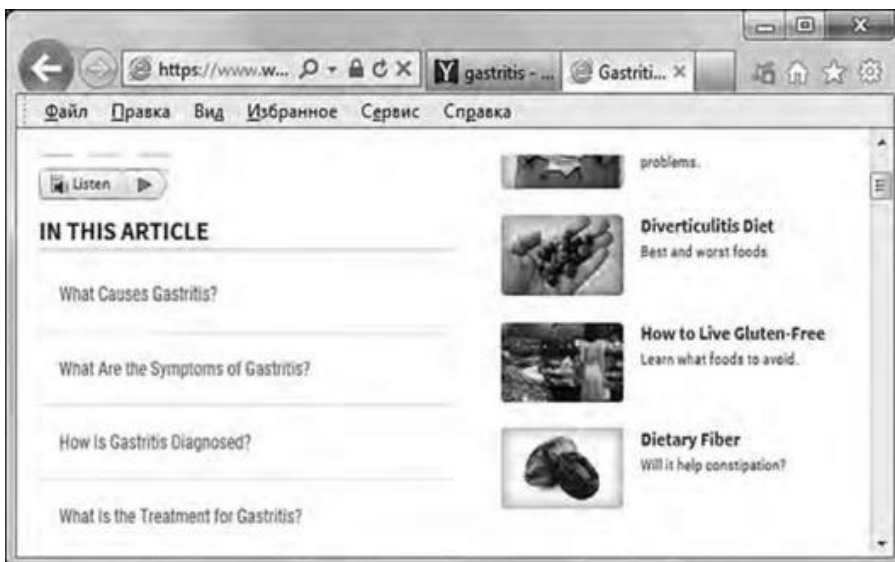 https://www.w...
gastritis - ...
Gastriti...
Файл Правка Вид Избранное Сервис Справка
Listen
IN THIS ARTICLE
What Causes Gastritis?
What Are the Symptoms of Gastritis?
How Is Gastritis Diagnosed?
What Is the Treatment for Gastritis?
problems.
Diverticulitis Diet
Best and worst foods
How to Live Gluten-Free
Learn what foods to avoid.
Dietary Fiber
Will it help constipation?